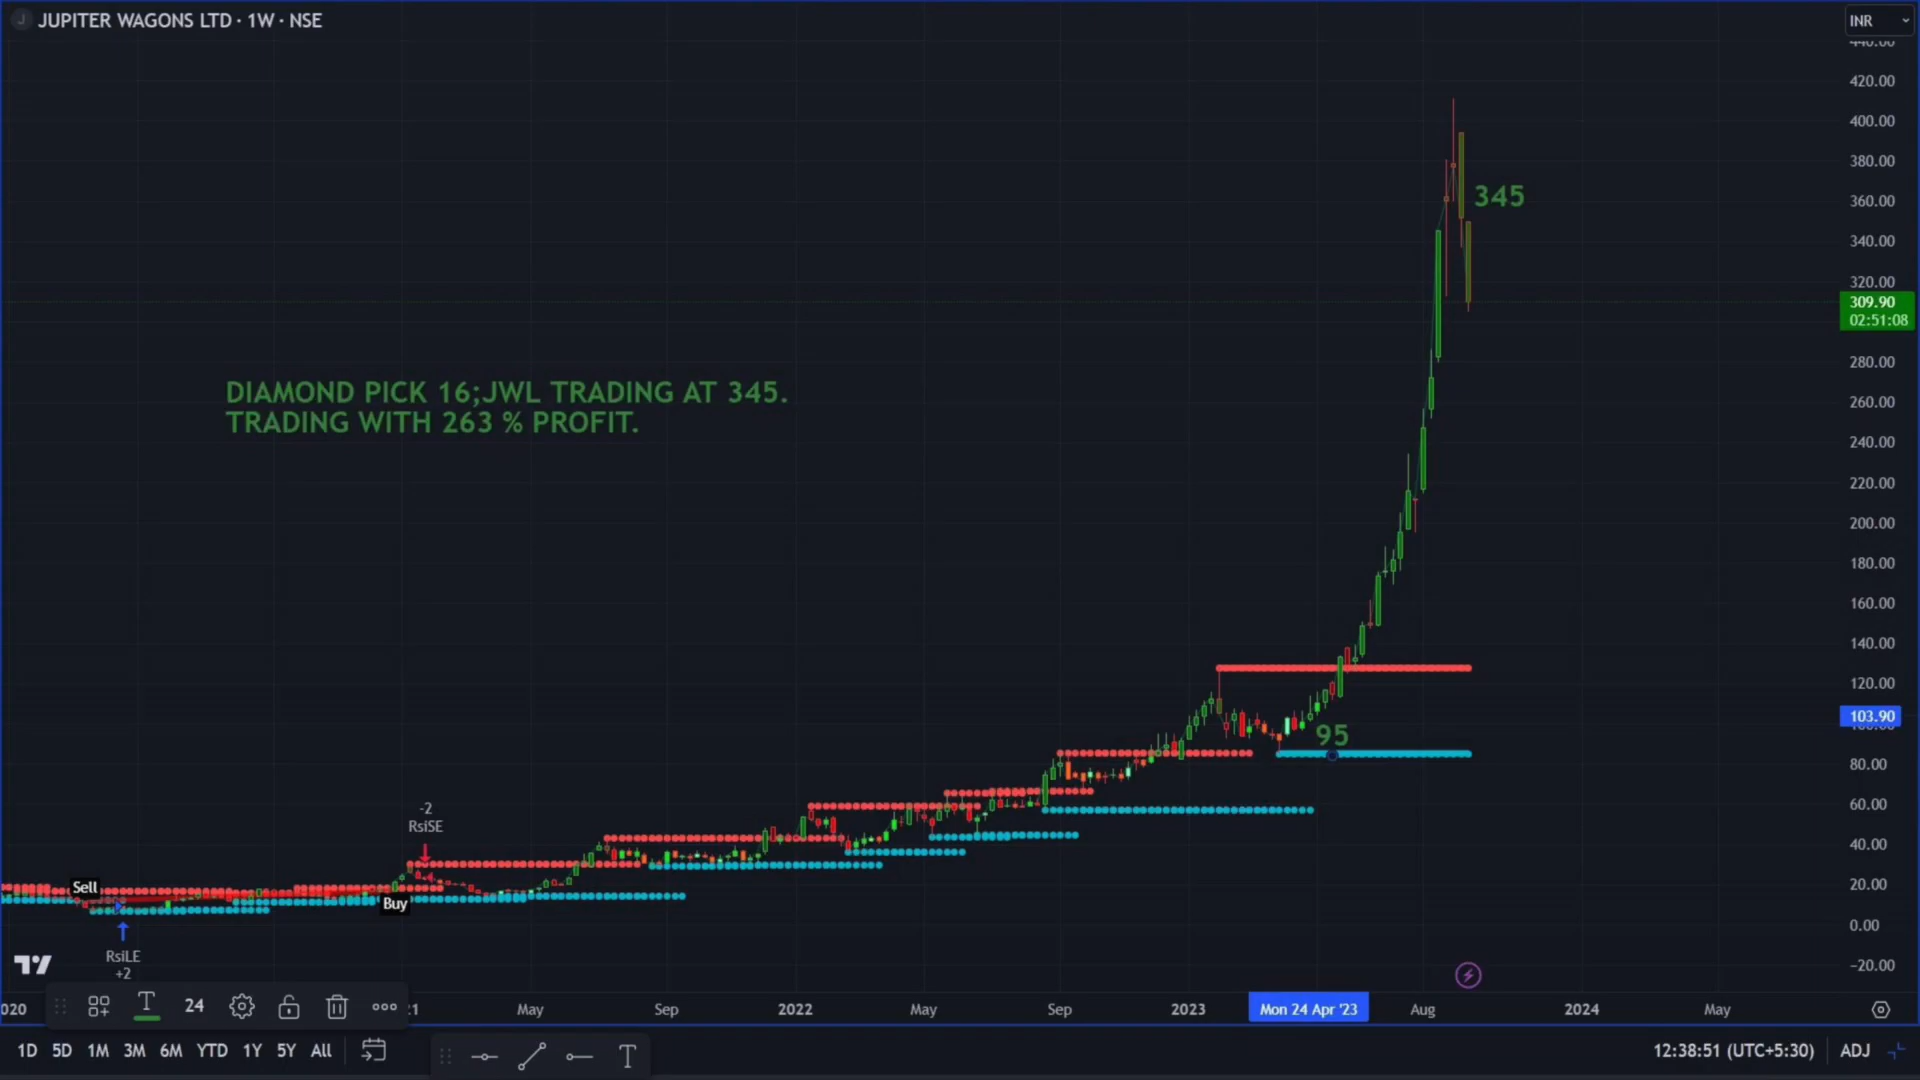 J JUPITER WAGONS LTD · 1W · NSE
INR
440.00
420.00
400.00
380.00
360.00
345
340.00
320.00
309.90
02:51:08
280.00
DIAMOND PICK 16;JWL TRADING AT 345.
TRADING WITH 263 % PROFIT.
260.00
240.00
220.00
200.00
180.00
160.00
140.00
120.00
103.90
95
80.00
60.00
-2
RsiSE
40.00
20.00
Sell
Buy
0.00
RsiLE
+2
-20.00
24
May
Sep
2022
May
Sep
2023
Mon 24 Apr '23
Aug
2024
May
1D 5D 1M 3M 6M YTD 1Y 5Y All
12:38:51 (UTC+5:30)
ADJ